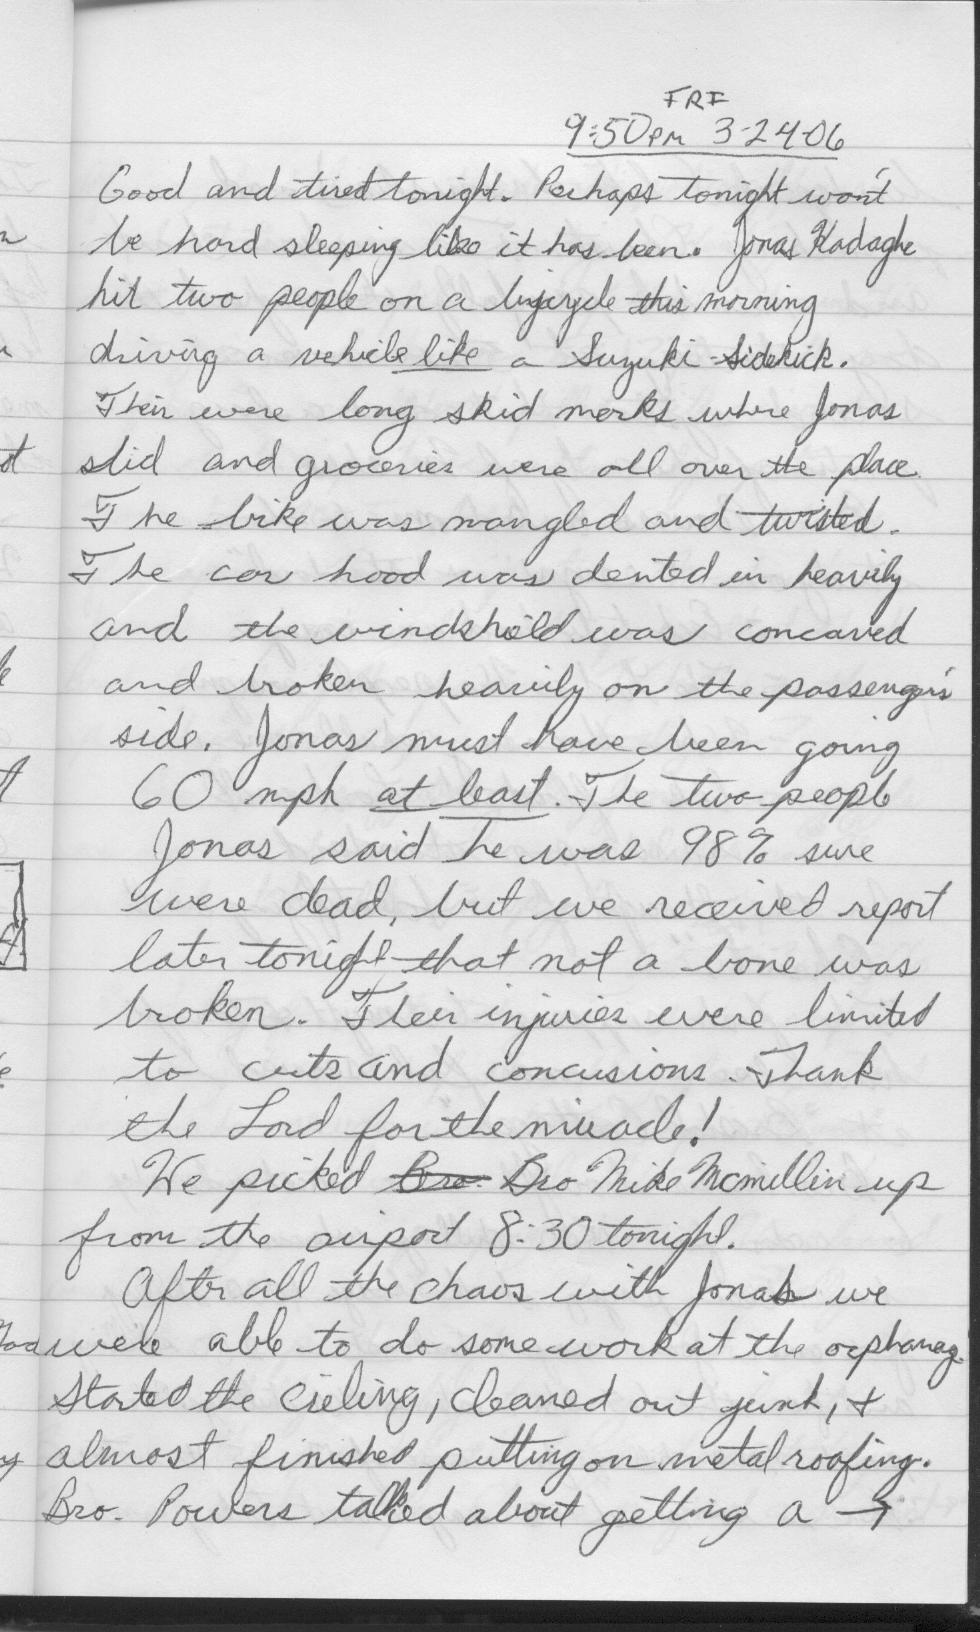 FRI
9:50pm 3-24-06
Good and tired tonight. Perhaps tonight won't
be hard sleeping like it has been. Jonas Kadaghe
hit two people on a bycycle this morning
driving a vehicle like a Suzuki Sidekick.
Their were long skid marks where Jonas
slid and groceries were all over the place.
The bike was mangled and twisted.
The car hood was dented in heavily
and the windshield was concaved
and broken heavily on the passenger's
side. Jonas must have been going
60 mph at least. The two people
Jonas said he was 98% sure
were dead, but we received report
later tonight that not a bone was
broken. Their injuries were limited
to cuts and concusions. Thank
the Lord for the miracle!
We picked Bro. Bro Mike Mcmillin up
from the airport 8:30 tonight.
After all the chaos with Jonas we
were able to do some work at the orphanag.
Started the cieling, cleaned out junk, &
almost finished putting on metal roofing.
Bro. Powers talked about getting a →